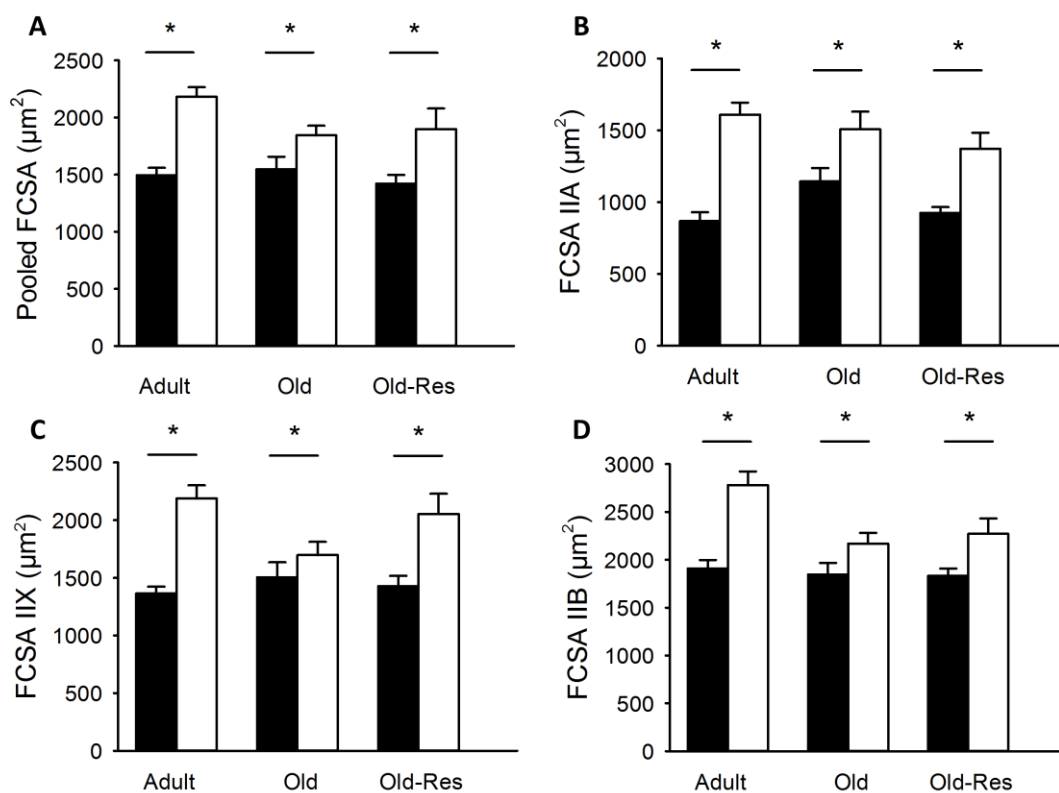 A
* * *
2500
2000
1500
1000
500
0
Pooled FCSA (µm²)
Adult Old Old-Res
B
* * *
2000
1500
1000
500
0
FCSA IIA (µm²)
Adult Old Old-Res
C
* * *
2500
2000
1500
1000
500
0
FCSA IIX (µm²)
Adult Old Old-Res
D
* * *
3000
2500
2000
1500
1000
500
0
FCSA IIB (µm²)
Adult Old Old-Res